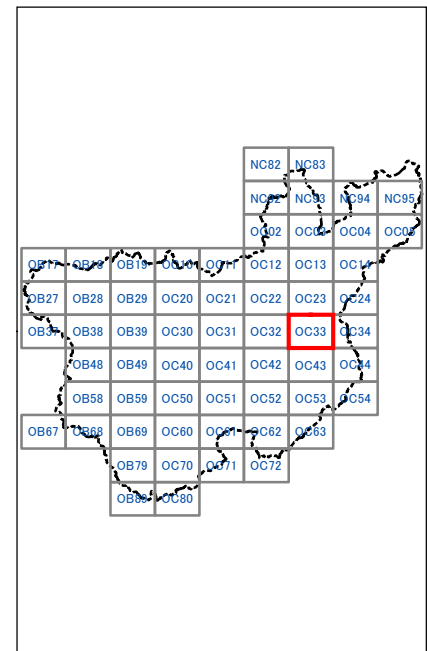 NC82 NC83
NC92 NC93 NC94 NC95
OC02 OC03 OC04 OC05
OB17 OB18 OB19 OC10 OC11 OC12 OC13 OC14
OB27 OB28 OB29 OC20 OC21 OC22 OC23 OC24
OB37 OB38 OB39 OC30 OC31 OC32 OC33 OC34
OB48 OB49 OC40 OC41 OC42 OC43 OC44
OB58 OB59 OC50 OC51 OC52 OC53 OC54
OB67 OB68 OB69 OC60 OC61 OC62 OC63
OB79 OC70 OC71 OC72
OB89 OC80